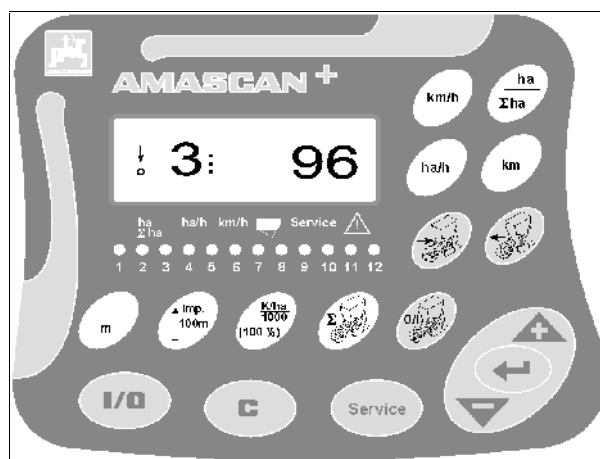 AMASCAN+
km/h
ha
Σha
3: 96
ha/h
km
ha ha/h km/h Service
Σha
1 2 3 4 5 6 7 8 9 10 11 12
m
Imp.
100m
K/ha
1000
(100 %)
Σ
0/I
I/0
C
Service